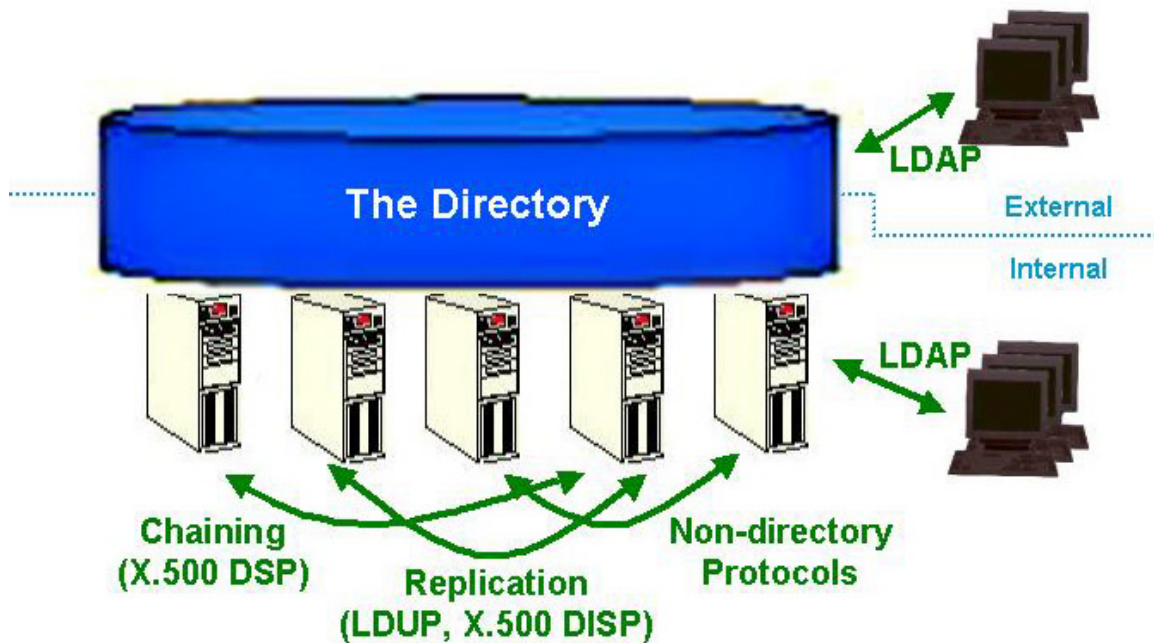 LDAP
The Directory
External
Internal
LDAP
Chaining
(X.500 DSP)
Replication
(LDUP, X.500 DISP)
Non-directory
Protocols